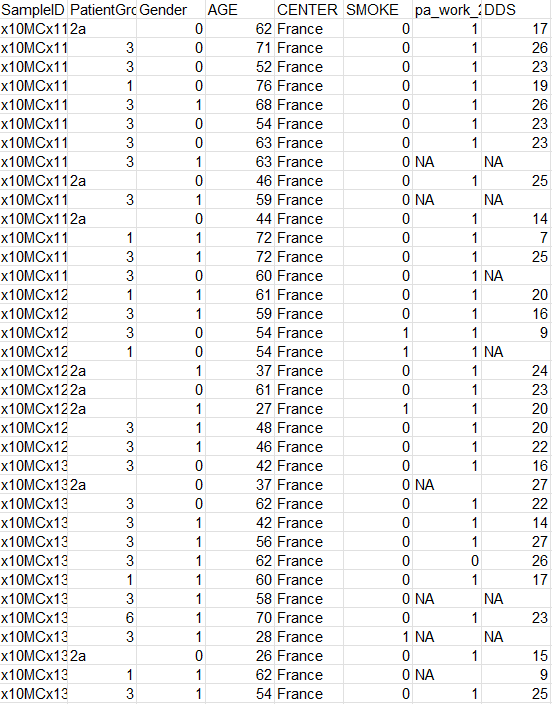 SampleID PatientGro Gender AGE CENTER SMOKE pa_work_2 DDS
x10MCx11 2a 0 62 France 0 1 17
x10MCx11 3 0 71 France 0 1 26
x10MCx11 3 0 52 France 0 1 23
x10MCx11 1 0 76 France 0 1 19
x10MCx11 3 1 68 France 0 1 26
x10MCx11 3 0 54 France 0 1 23
x10MCx11 3 0 63 France 0 1 23
x10MCx11 3 1 63 France 0 NA NA
x10MCx11 2a 0 46 France 0 1 25
x10MCx11 3 1 59 France 0 NA NA
x10MCx11 2a 0 44 France 0 1 14
x10MCx11 1 1 72 France 0 1 7
x10MCx11 3 1 72 France 0 1 25
x10MCx11 3 0 60 France 0 1 NA
x10MCx12 1 1 61 France 0 1 20
x10MCx12 3 1 59 France 0 1 16
x10MCx12 3 0 54 France 1 1 9
x10MCx12 1 0 54 France 1 1 NA
x10MCx12 2a 1 37 France 0 1 24
x10MCx12 2a 0 61 France 0 1 23
x10MCx12 2a 1 27 France 1 1 20
x10MCx12 3 1 48 France 0 1 20
x10MCx12 3 1 46 France 0 1 22
x10MCx13 3 0 42 France 0 1 16
x10MCx13 2a 0 37 France 0 NA 27
x10MCx13 3 0 62 France 0 1 22
x10MCx13 3 1 42 France 0 1 14
x10MCx13 3 1 56 France 0 1 27
x10MCx13 3 1 62 France 0 0 26
x10MCx13 1 1 60 France 0 1 17
x10MCx13 3 1 58 France 0 NA NA
x10MCx13 6 1 70 France 0 1 23
x10MCx13 3 1 28 France 1 NA NA
x10MCx13 2a 0 26 France 0 1 15
x10MCx13 1 1 62 France 0 NA 9
x10MCx13 3 1 54 France 0 1 25